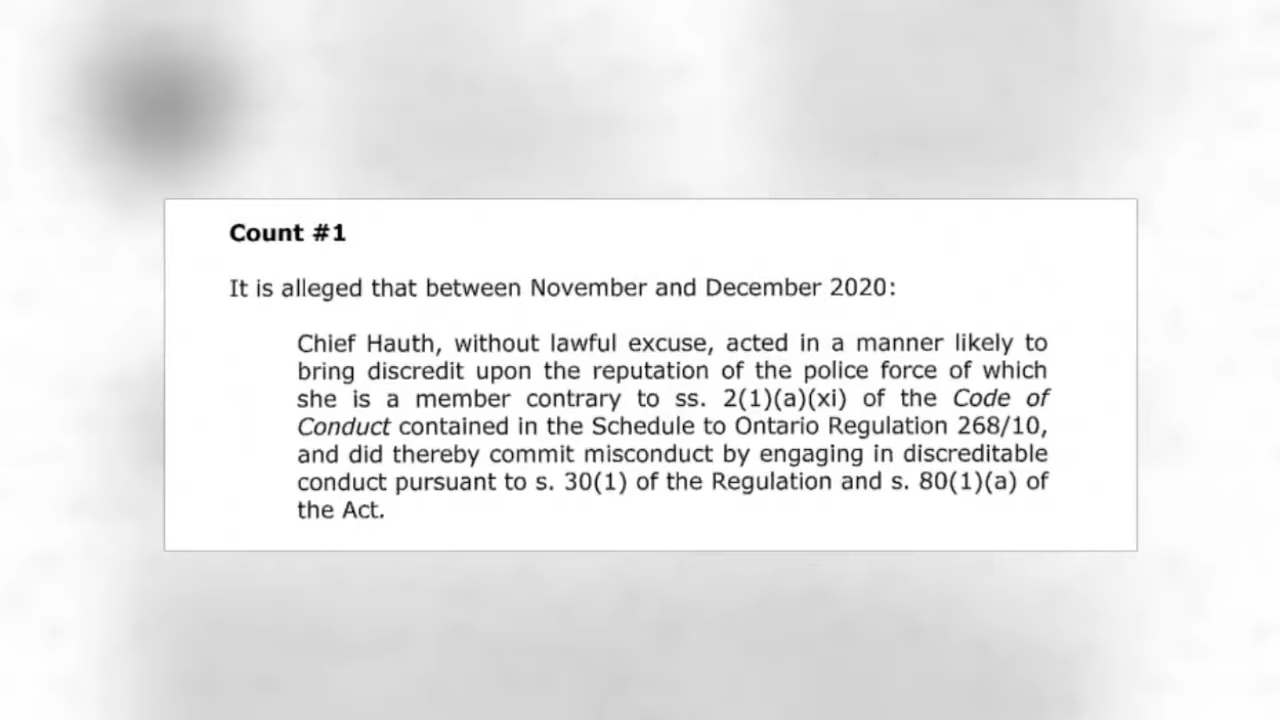 Count #1
It is alleged that between November and December 2020:
Chief Hauth, without lawful excuse, acted in a manner likely to
bring discredit upon the reputation of the police force of which
she is a member contrary to ss. 2(1)(a)(xi) of the Code of
Conduct contained in the Schedule to Ontario Regulation 268/10,
and did thereby commit misconduct by engaging in discreditable
conduct pursuant to s. 30(1) of the Regulation and s. 80(1)(a) of
the Act.